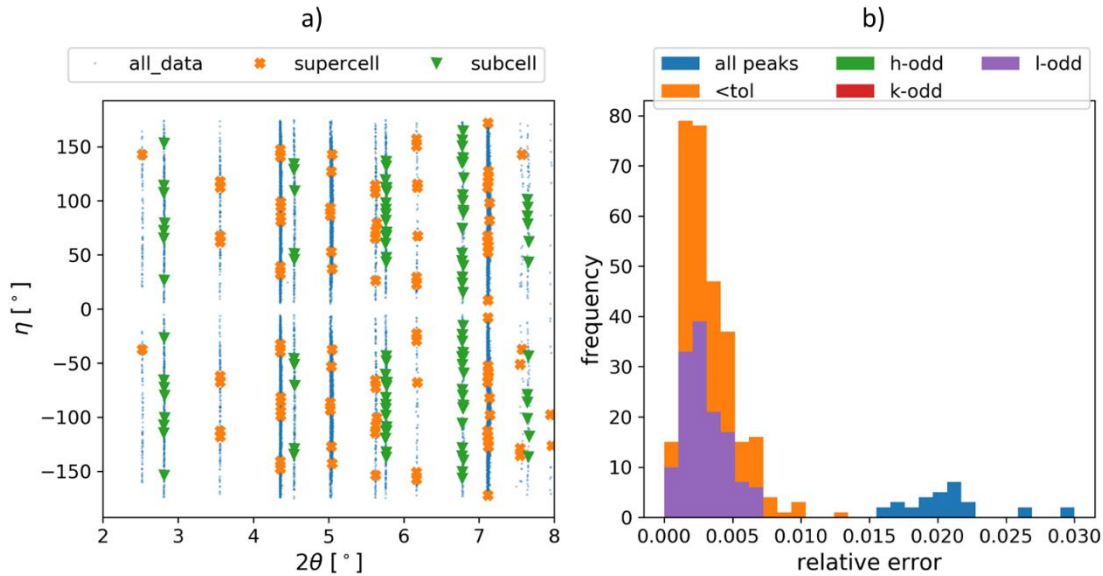 a)
b)
all_data supercell subcell
all peaks h-odd l-odd
<tol k-odd
η [°]
150
100
50
0
−50
−100
−150
2 3 4 5 6 7 8
2θ [°]
frequency
80
70
60
50
40
30
20
10
0
0.000 0.005 0.010 0.015 0.020 0.025 0.030
relative error